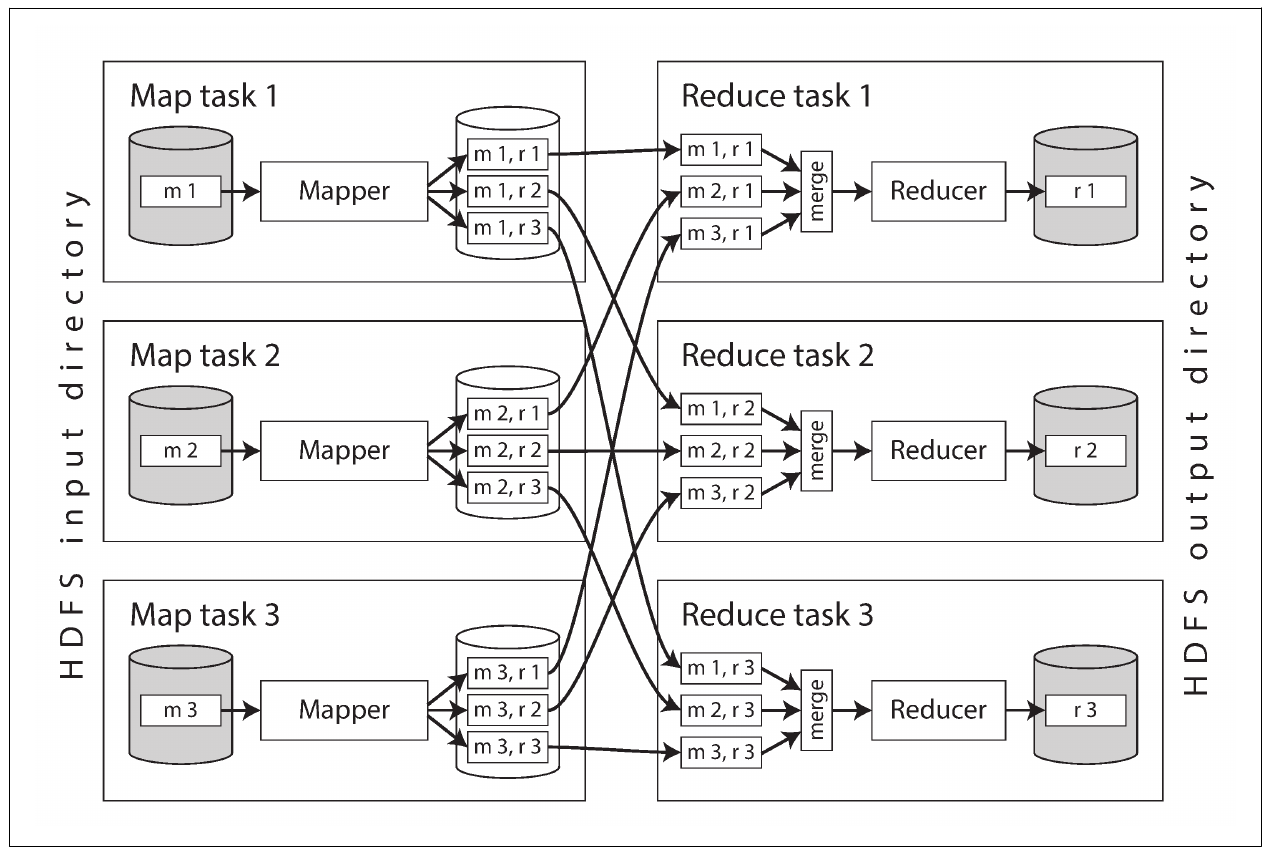 HDFS input directory
Map task 1
m 1
Mapper
m 1, r 1
m 1, r 2
m 1, r 3
Reduce task 1
m 1, r 1
m 2, r 1
m 3, r 1
merge
Reducer
r 1
Map task 2
m 2
Mapper
m 2, r 1
m 2, r 2
m 2, r 3
Reduce task 2
m 1, r 2
m 2, r 2
m 3, r 2
merge
Reducer
r 2
Map task 3
m 3
Mapper
m 3, r 1
m 3, r 2
m 3, r 3
Reduce task 3
m 1, r 3
m 2, r 3
m 3, r 3
merge
Reducer
r 3
HDFS output directory